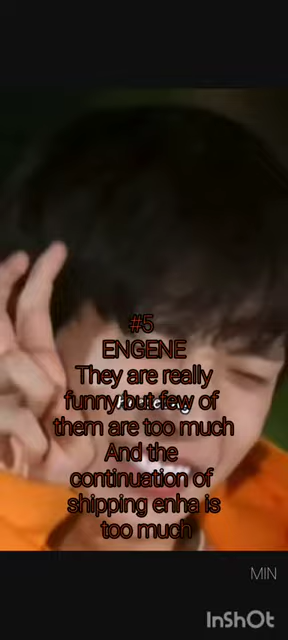 #5
ENGENE
They are really
funny but few of
them are too much
And the
continuation of
shipping enha is
too much
MIN
InShOt